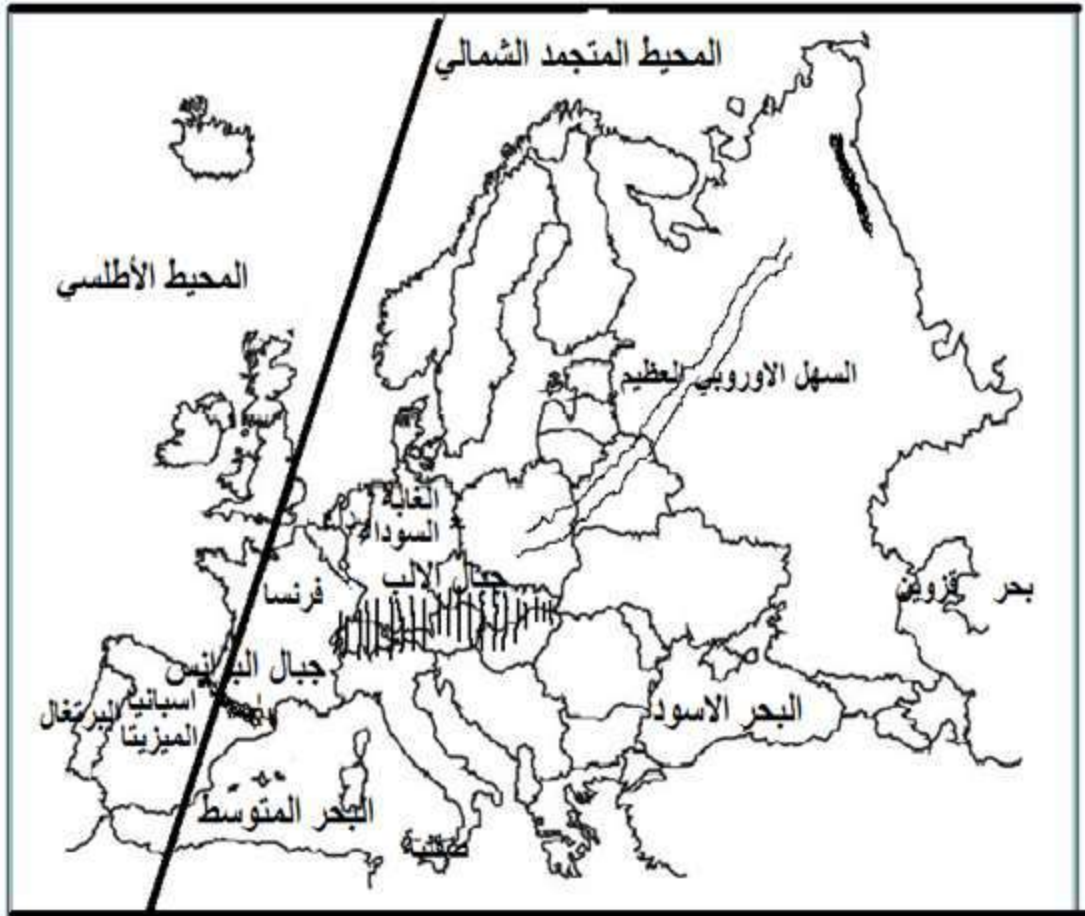 المحيط المتجمد الشمالي
المحيط الأطلسي
السهل الاوروبي العظيم
الغابة
السوداء
جبال الالب
فرنسا
بحر قزوين
جبال البرانس
اسبانيا
البرتغال
الميزيتا
البحر الاسود
البحر المتوسط
صقلية